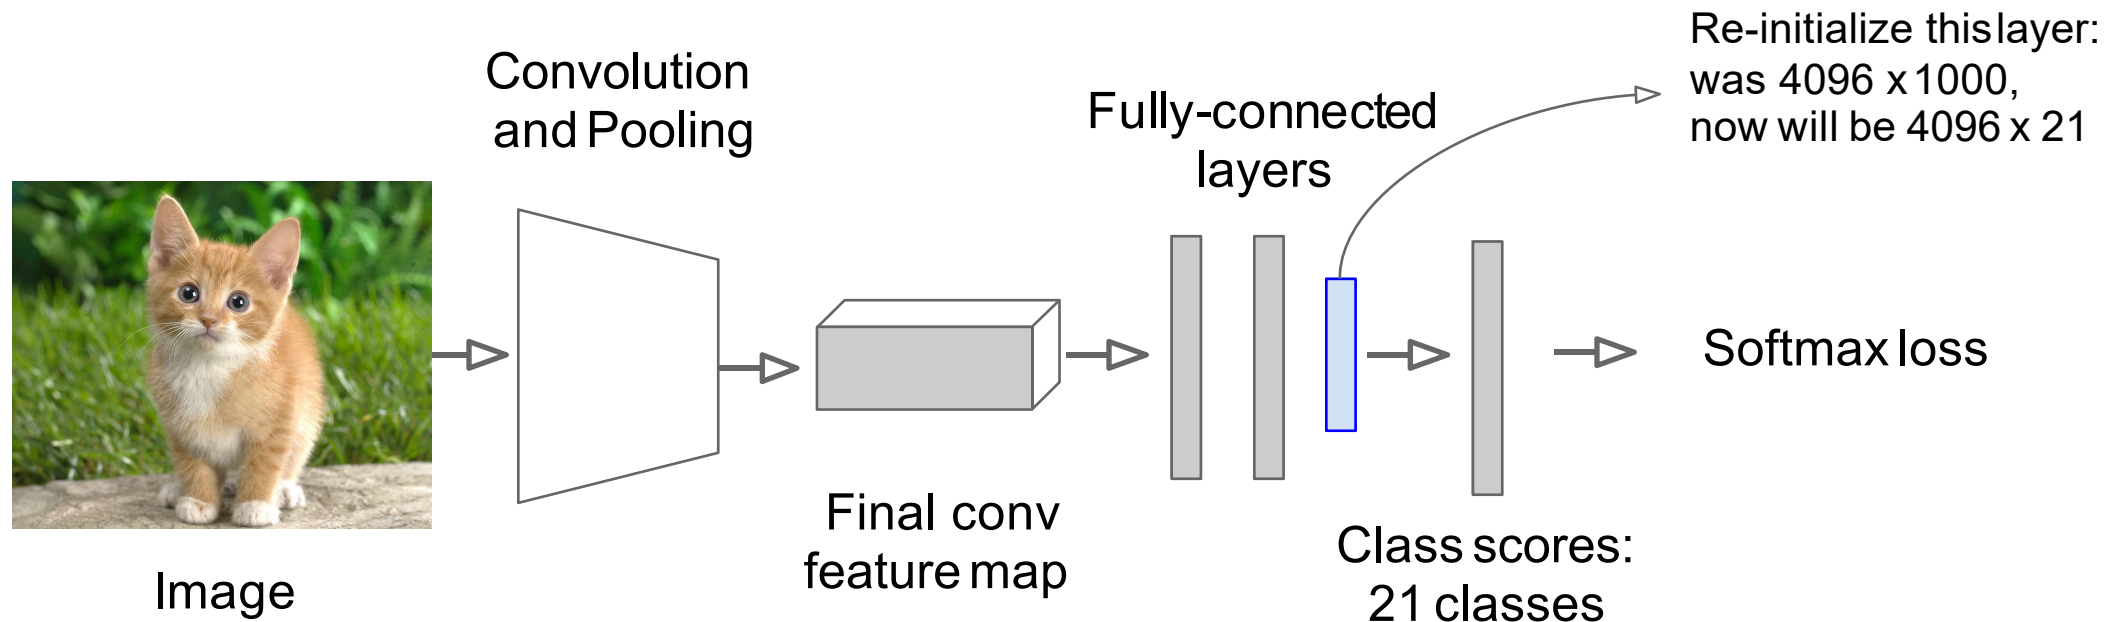 Re-initialize this layer:
was 4096 x 1000,
now will be 4096 x 21
Convolution
and Pooling
Fully-connected
layers
Softmax loss
Final conv
feature map
Class scores:
21 classes
Image